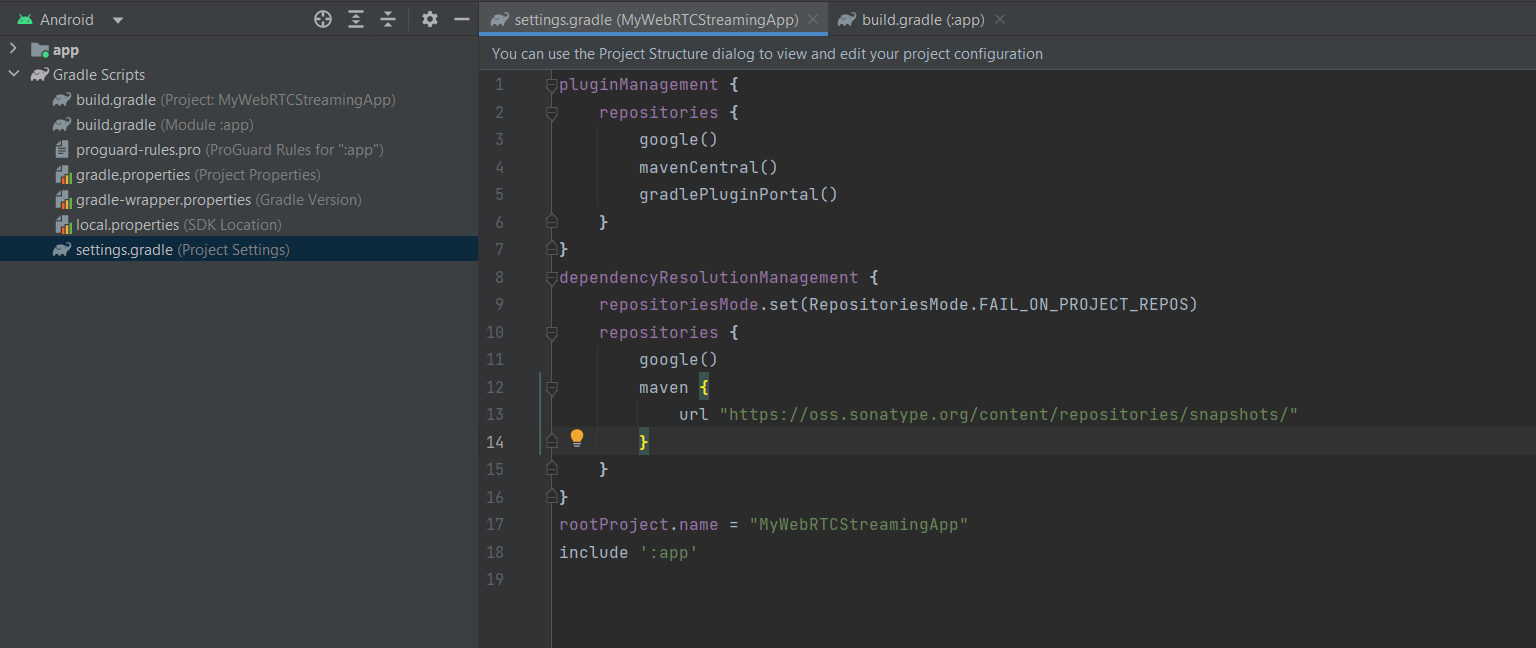 Android
app
Gradle Scripts
build.gradle (Project: MyWebRTCStreamingApp)
build.gradle (Module :app)
proguard-rules.pro (ProGuard Rules for ":app")
gradle.properties (Project Properties)
gradle-wrapper.properties (Gradle Version)
local.properties (SDK Location)
settings.gradle (Project Settings)
settings.gradle (MyWebRTCStreamingApp)
build.gradle (:app)
You can use the Project Structure dialog to view and edit your project configuration
1 pluginManagement {
2 repositories {
3 google()
4 mavenCentral()
5 gradlePluginPortal()
6 }
7 }
8 dependencyResolutionManagement {
9 repositoriesMode.set(RepositoriesMode.FAIL_ON_PROJECT_REPOS)
10 repositories {
11 google()
12 maven {
13 url "https://oss.sonatype.org/content/repositories/snapshots/"
14 }
15 }
16 }
17 rootProject.name = "MyWebRTCStreamingApp"
18 include ':app'
19